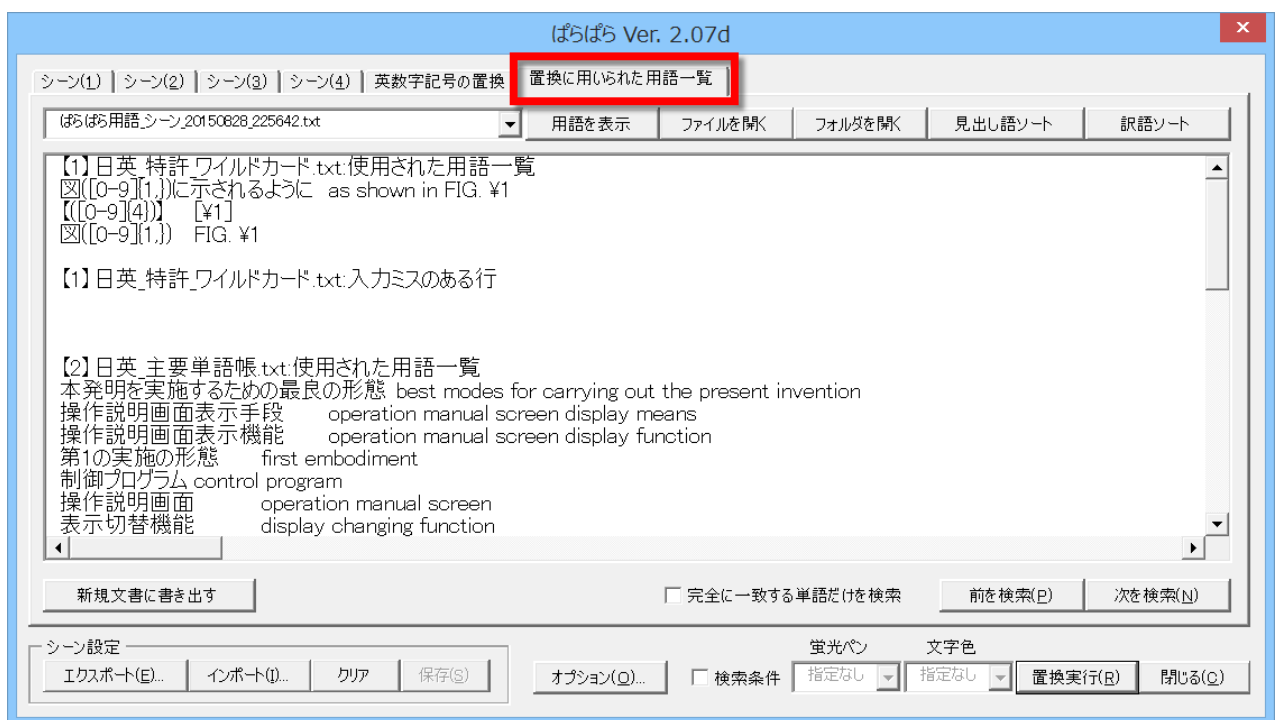 ぱらぱら Ver. 2.07d
シーン(1) シーン(2) シーン(3) シーン(4) 英数字記号の置換 置換に用いられた用語一覧
ぱらぱら用語_シーン_20150828_225642.txt 用語を表示 ファイルを開く フォルダを開く 見出し語ソート 訳語ソート
【1】日英_特許_ワイルドカード.txt:使用された用語一覧
図([0-9]{1,})に示されるように as shown in FIG. ¥1
【([0-9]{4})】 [¥1]
図([0-9]{1,}) FIG. ¥1
【1】日英_特許_ワイルドカード.txt:入力ミスのある行
【2】日英_主要単語帳.txt:使用された用語一覧
本発明を実施するための最良の形態 best modes for carrying out the present invention
操作説明画面表示手段 operation manual screen display means
操作説明画面表示機能 operation manual screen display function
第1の実施の形態 first embodiment
制御プログラム control program
操作説明画面 operation manual screen
表示切替機能 display changing function
新規文書に書き出す 完全に一致する単語だけを検索 前を検索(P) 次を検索(N)
シーン設定 蛍光ペン 文字色
エクスポート(E)... インポート(I)... クリア 保存(S) オプション(O)... 検索条件 指定なし 指定なし 置換実行(R) 閉じる(C)